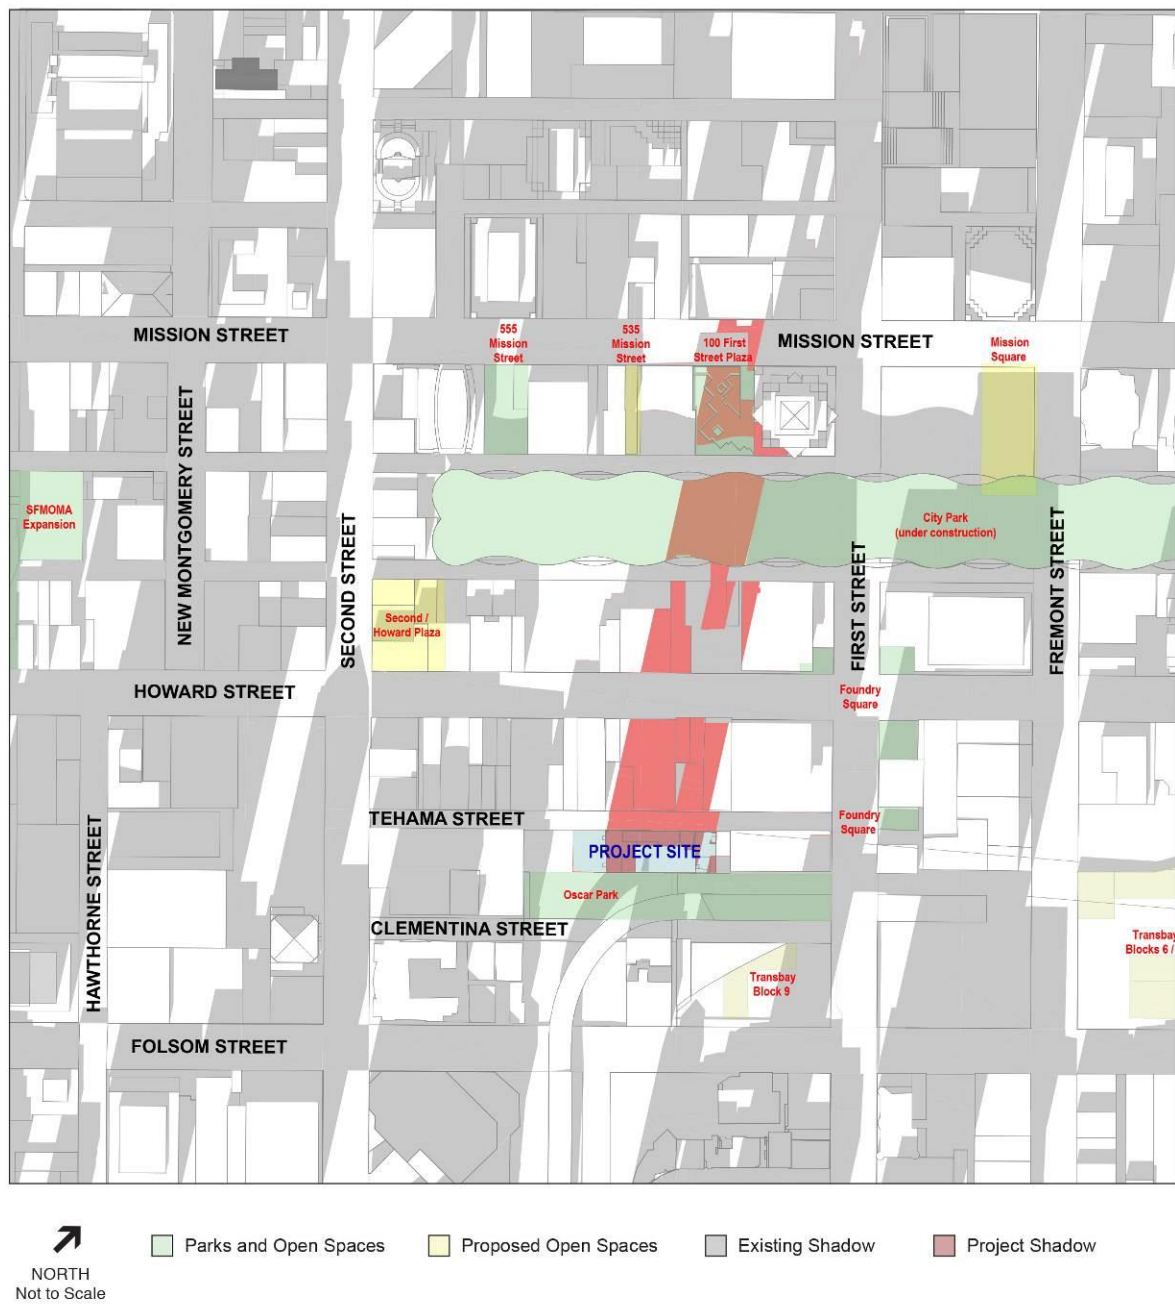 555
Mission
Street
535
Mission
Street
100 First
Street Plaza
MISSION STREET
MISSION STREET
Mission
Square
NEW MONTGOMERY STREET
SFMOMA
Expansion
SECOND STREET
City Park
(under construction)
FIRST STREET
FREMONT STREET
Second /
Howard Plaza
HOWARD STREET
Foundry
Square
TEHAMA STREET
Foundry
Square
PROJECT SITE
HAWTHORNE STREET
Oscar Park
CLEMENTINA STREET
Transbay
Block 9
Transbay
Blocks 6 /
FOLSOM STREET
NORTH
Not to Scale
Parks and Open Spaces
Proposed Open Spaces
Existing Shadow
Project Shadow